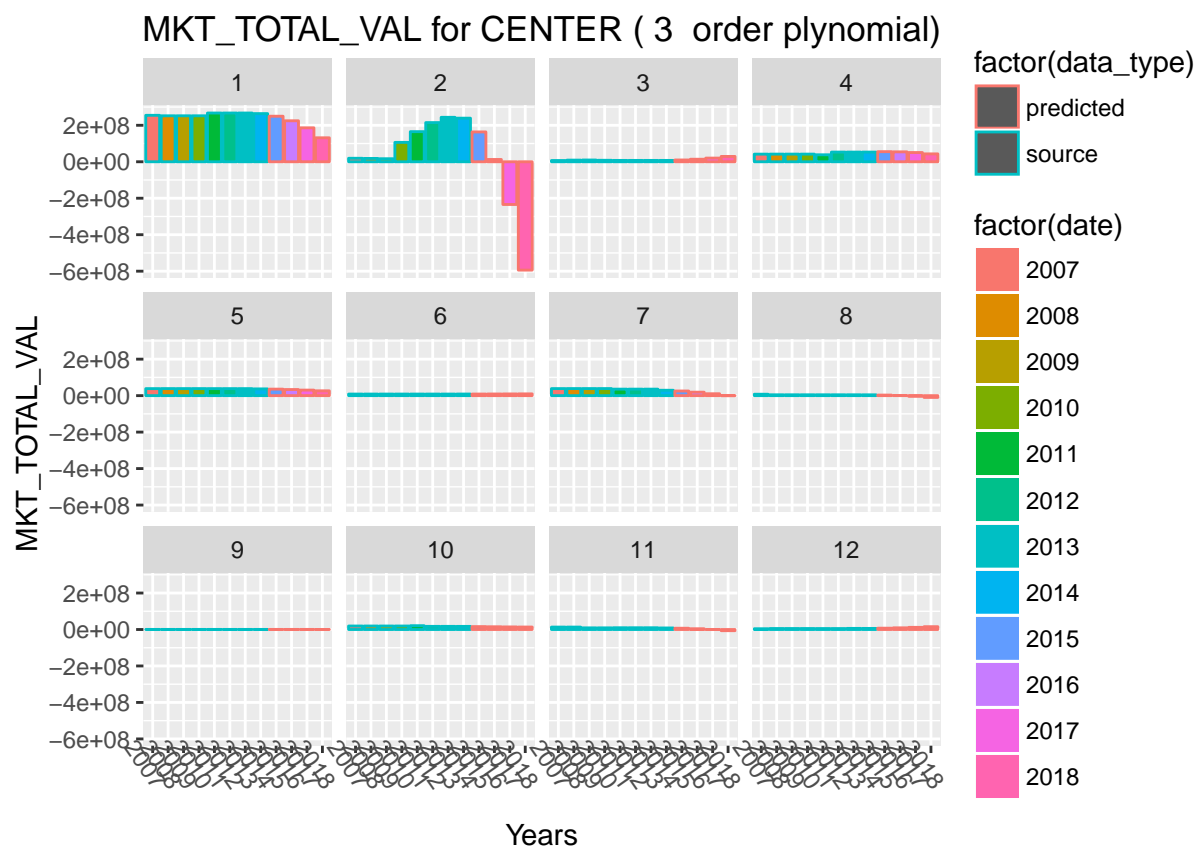 MKT_TOTAL_VAL for CENTER ( 3  order plynomial)
1
2
3
4
2e+08
0e+00
−2e+08
−4e+08
−6e+08
5
6
7
8
2e+08
0e+00
−2e+08
−4e+08
−6e+08
9
10
11
12
2e+08
0e+00
−2e+08
−4e+08
−6e+08
MKT_TOTAL_VAL
Years
factor(data_type)
predicted
source
factor(date)
2007
2008
2009
2010
2011
2012
2013
2014
2015
2016
2017
2018